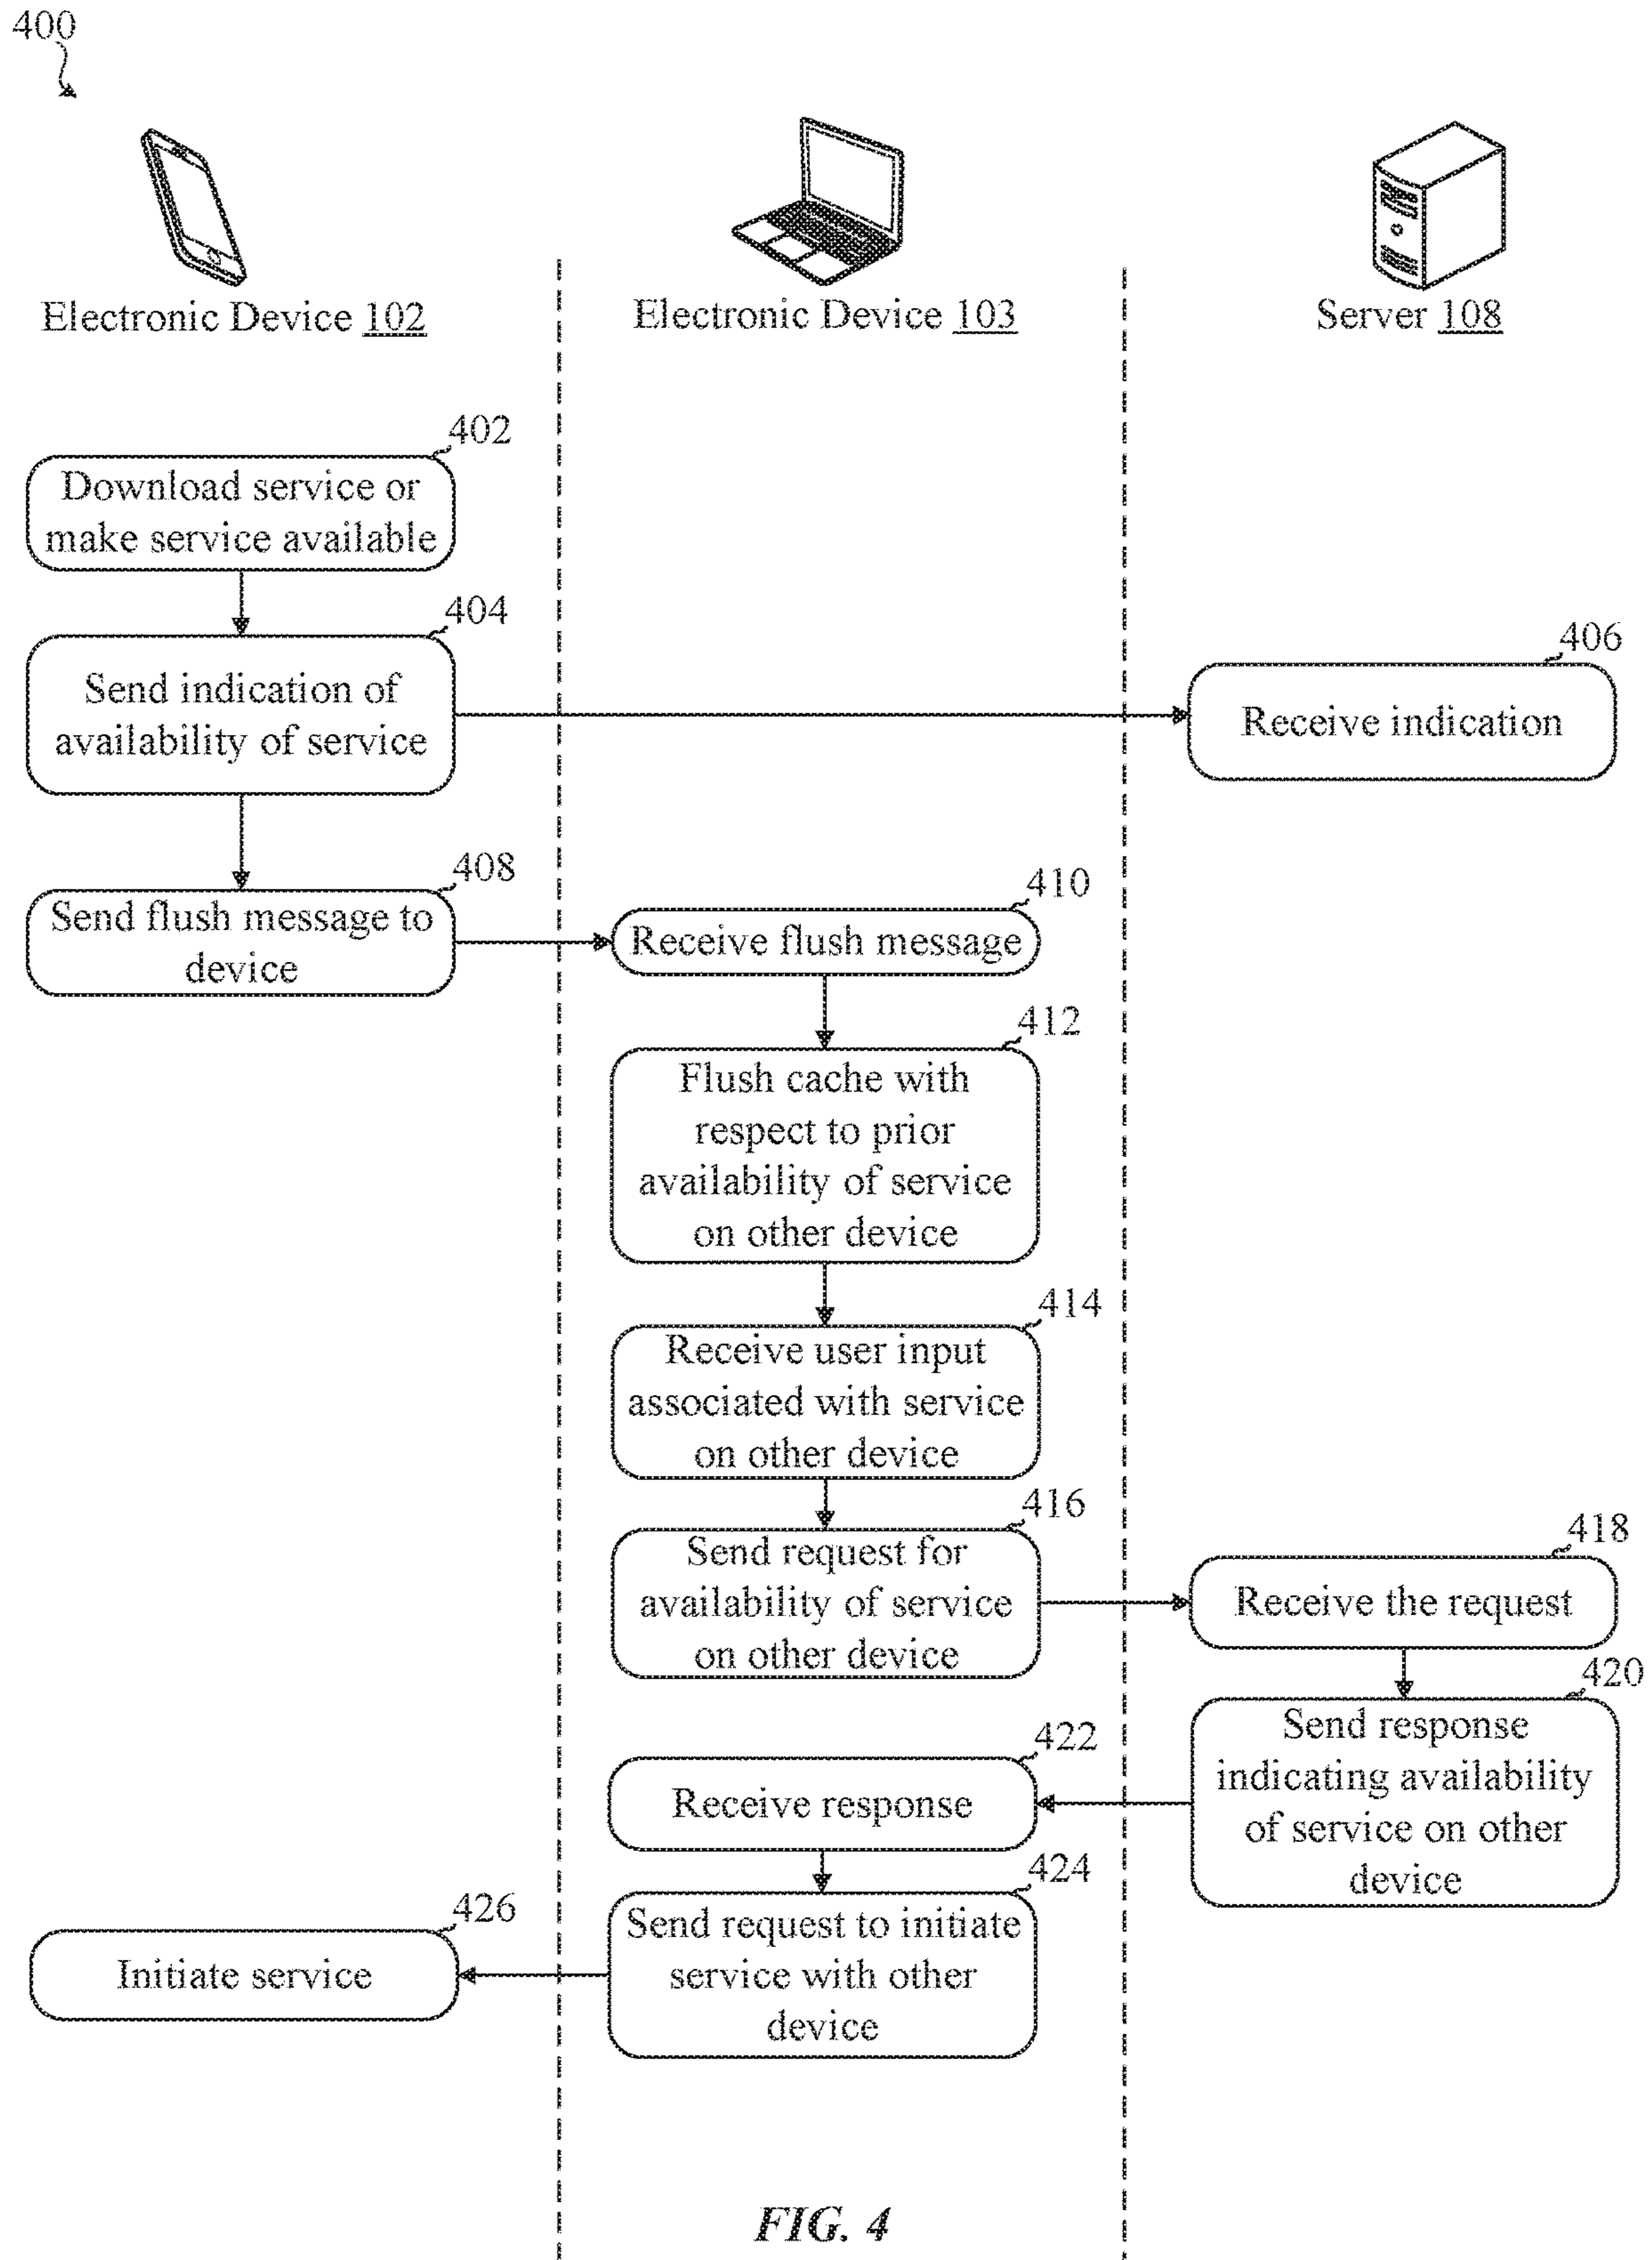 400
Electronic Device 102
Electronic Device 103
Server 108
402
Download service or
make service available
404
Send indication of
availability of service
406
Receive indication
408
Send flush message to
device
410
Receive flush message
412
Flush cache with
respect to prior
availability of service
on other device
414
Receive user input
associated with service
on other device
416
Send request for
availability of service
on other device
418
Receive the request
420
Send response
indicating availability
of service on other
device
422
Receive response
424
Send request to initiate
service with other
device
426
Initiate service
FIG. 4